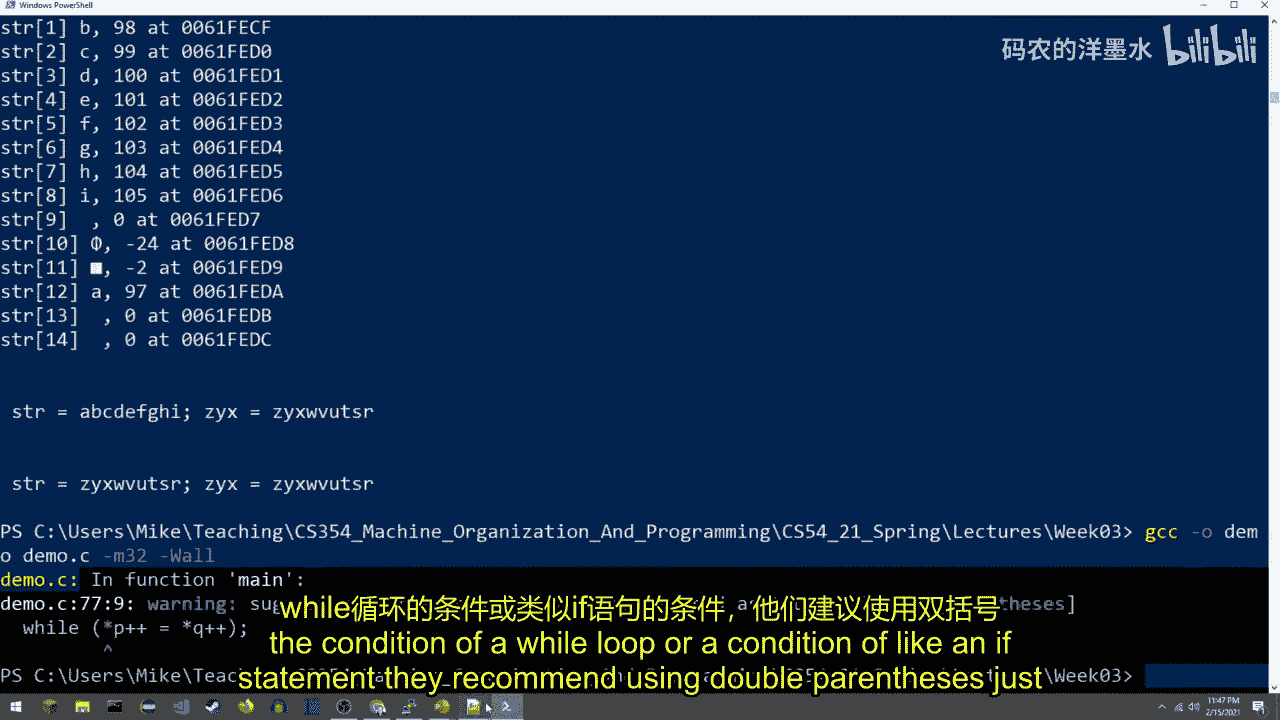 Windows PowerShell
str[1] b, 98 at 0061FECF
码农的洋墨水 bilibili
str[2] c, 99 at 0061FED0
str[3] d, 100 at 0061FED1
str[4] e, 101 at 0061FED2
str[5] f, 102 at 0061FED3
str[6] g, 103 at 0061FED4
str[7] h, 104 at 0061FED5
str[8] i, 105 at 0061FED6
str[9]  , 0 at 0061FED7
str[10] Φ, -24 at 0061FED8
str[11] , -2 at 0061FED9
str[12] a, 97 at 0061FEDA
str[13]  , 0 at 0061FEDB
str[14]  , 0 at 0061FEDC
str = abcdefghi; zyx = zyxwvutsr
str = zyxwvutsr; zyx = zyxwvutsr
PS C:\Users\Mike\Teaching\CS354_Machine_Organization_And_Programming\CS54_21_Spring\Lectures\Week03> gcc -o dem
o demo.c -m32 -Wall
demo.c: In function 'main':
demo.c:77:9: warning:
while (*p++ = *q++);
^
while循环的条件或类似if语句的条件，他们建议使用双括号
the condition of a while loop or a condition of like an if
statement they recommend using double parentheses just
PS C:\Users\Mike\Teac
11:47 PM
2/15/2021